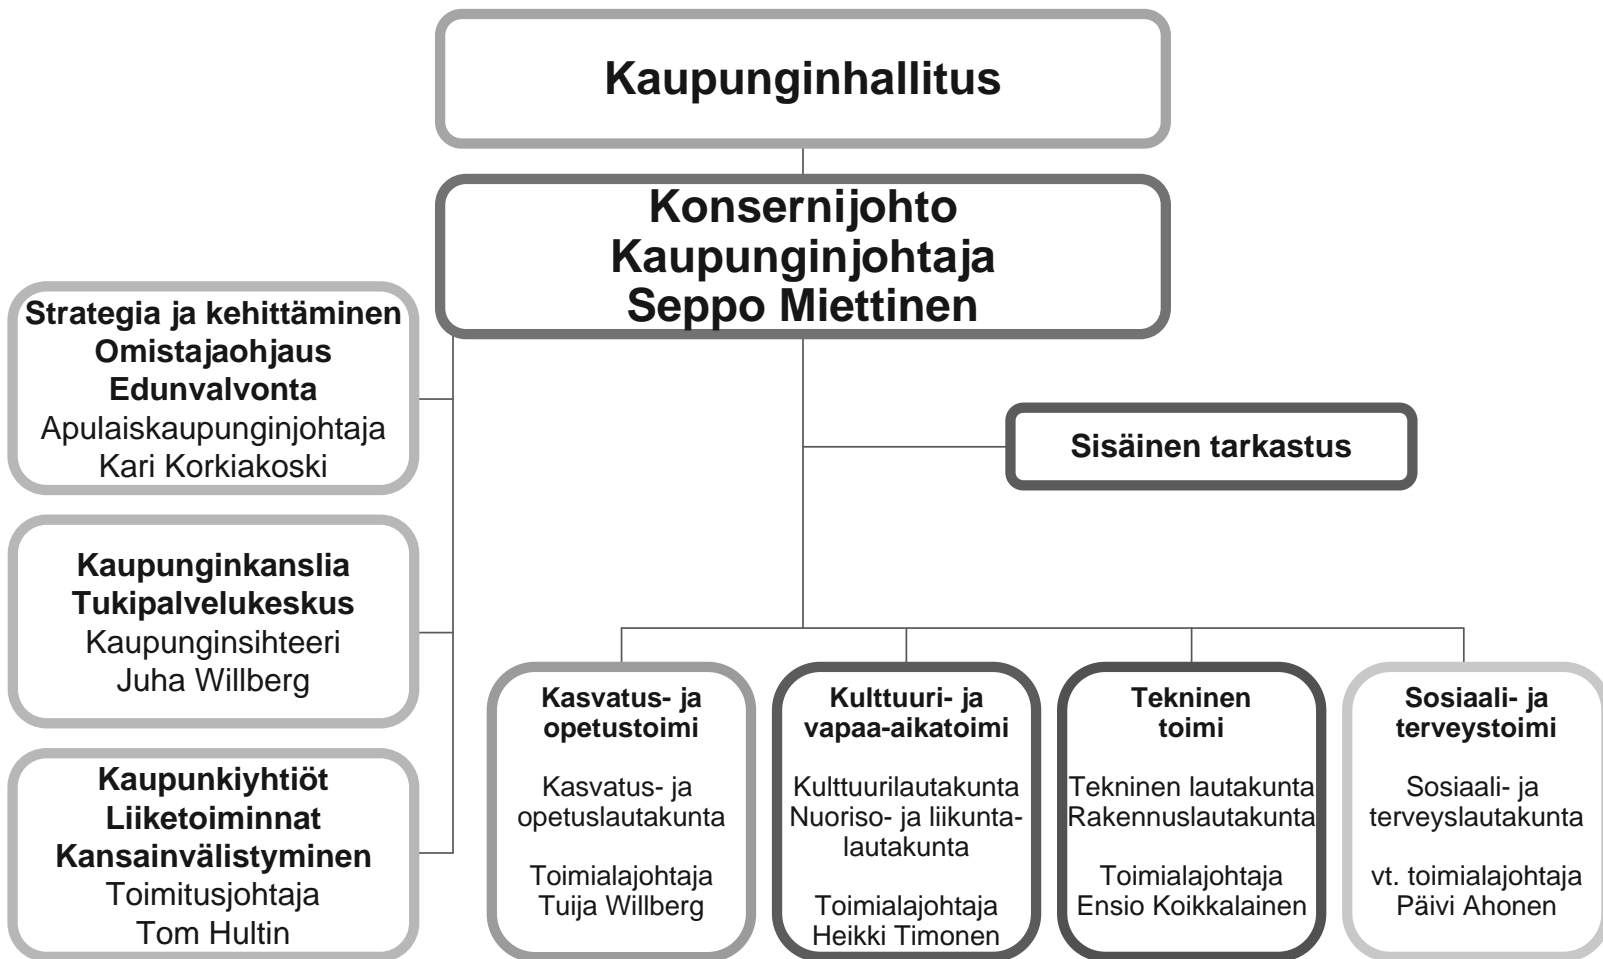 Kaupunginhallitus
Konsernijohto
Kaupunginjohtaja
Seppo Miettinen
Strategia ja kehittäminen
Omistajaohjaus
Edunvalvonta
Apulaiskaupunginjohtaja
Kari Korkiakoski
Sisäinen tarkastus
Kaupunginkanslia
Tukipalvelukeskus
Kaupunginsihteeri
Juha Willberg
Kaupunkiyhtiöt
Liiketoiminnat
Kansainvälistyminen
Toimitusjohtaja
Tom Hultin
Kasvatus- ja
opetustoimi
Kasvatus- ja
opetuslautakunta
Toimialajohtaja
Tuija Willberg
Kulttuuri- ja
vapaa-aikatoimi
Kulttuurilautakunta
Nuoriso- ja liikunta-
lautakunta
Toimialajohtaja
Heikki Timonen
Tekninen
toimi
Tekninen lautakunta
Rakennuslautakunta
Toimialajohtaja
Ensio Koikkalainen
Sosiaali- ja
terveystoimi
Sosiaali- ja
terveyslautakunta
vt. toimialajohtaja
Päivi Ahonen